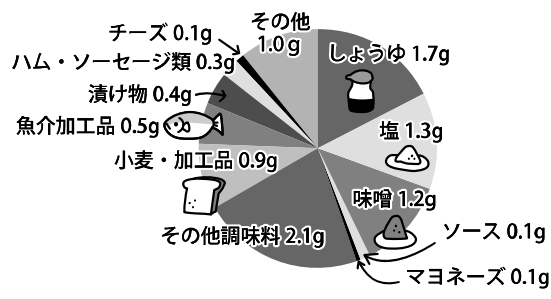 しょうゆ 1.7g
塩 1.3g
味噌 1.2g
ソース 0.1g
マヨネーズ 0.1g
その他調味料 2.1g
小麦・加工品 0.9g
魚介加工品 0.5g
漬け物 0.4g
ハム・ソーセージ類 0.3g
チーズ 0.1g
その他
1.0g